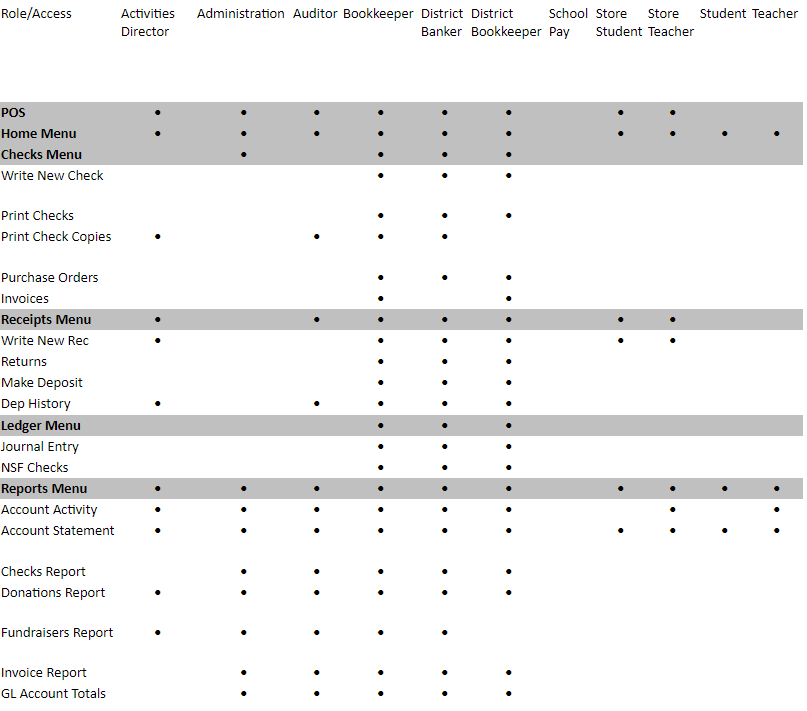 Role/Access Activities Director Administration Auditor Bookkeeper District Banker District Bookkeeper School Pay Store Student Store Teacher Student Teacher
POS • • • • • • • •
Home Menu • • • • • • • • • •
Checks Menu • • • •
Write New Check • • •
Print Checks • • •
Print Check Copies • • • •
Purchase Orders • • •
Invoices • •
Receipts Menu • • • • • • •
Write New Rec • • • • • •
Returns • • •
Make Deposit • • •
Dep History • • • • •
Ledger Menu • • •
Journal Entry • • •
NSF Checks • • •
Reports Menu • • • • • • • • • •
Account Activity • • • • • • • •
Account Statement • • • • • • • • • •
Checks Report • • • • •
Donations Report • • • • • •
Fundraisers Report • • • • •
Invoice Report • • • • •
GL Account Totals • • • • •